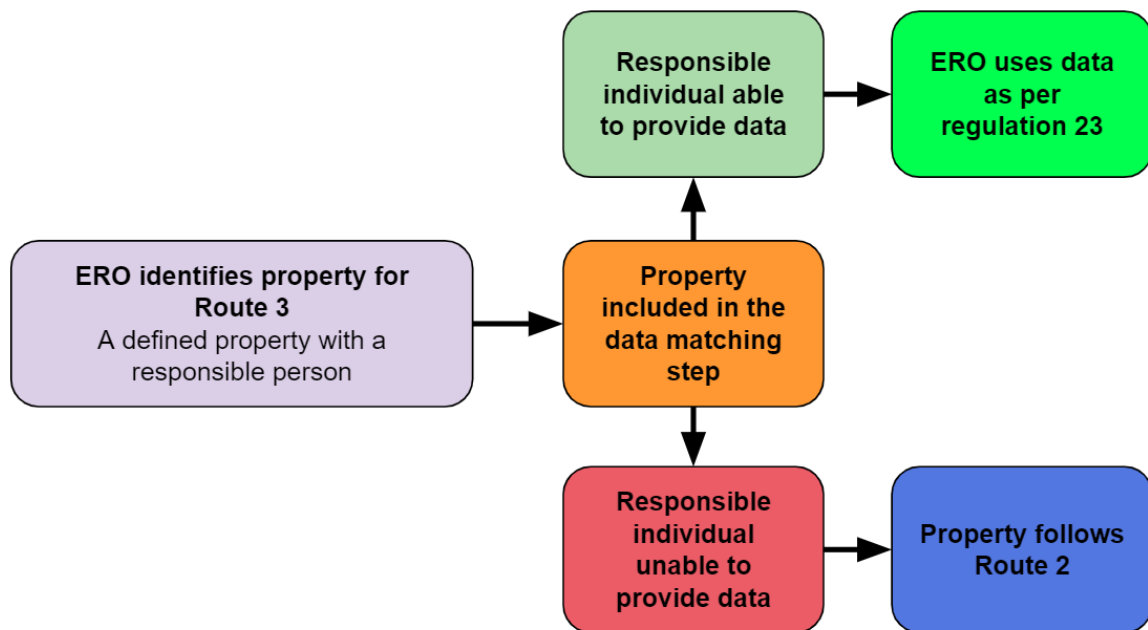 ERO identifies property for
Route 3
A defined property with a
responsible person
Property
included in the
data matching
step
Responsible
individual able
to provide data
ERO uses data
as per
regulation 23
Responsible
individual
unable to
provide data
Property follows
Route 2